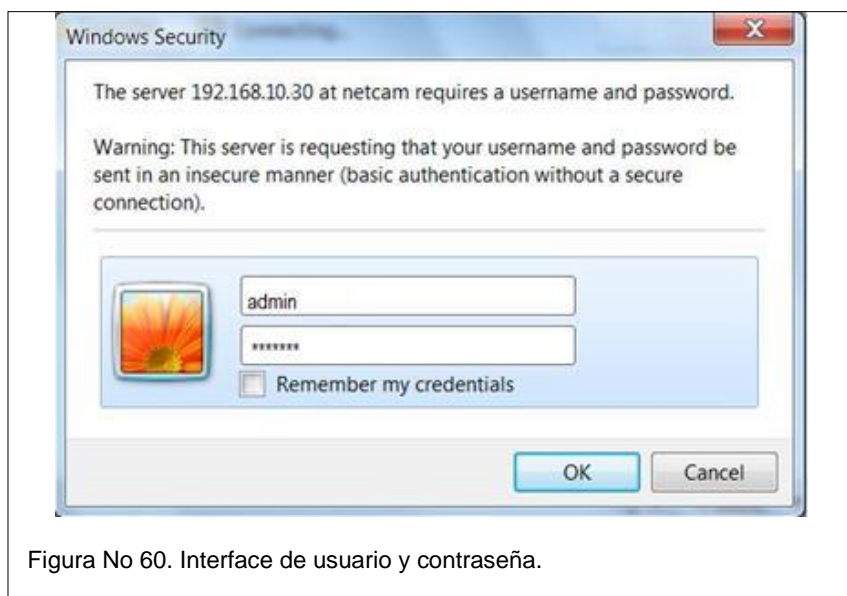 Windows Security
The server 192.168.10.30 at netcam requires a username and password.
Warning: This server is requesting that your username and password be
sent in an insecure manner (basic authentication without a secure
connection).
admin
*******
Remember my credentials
OK
Cancel
Figura No 60. Interface de usuario y contraseña.